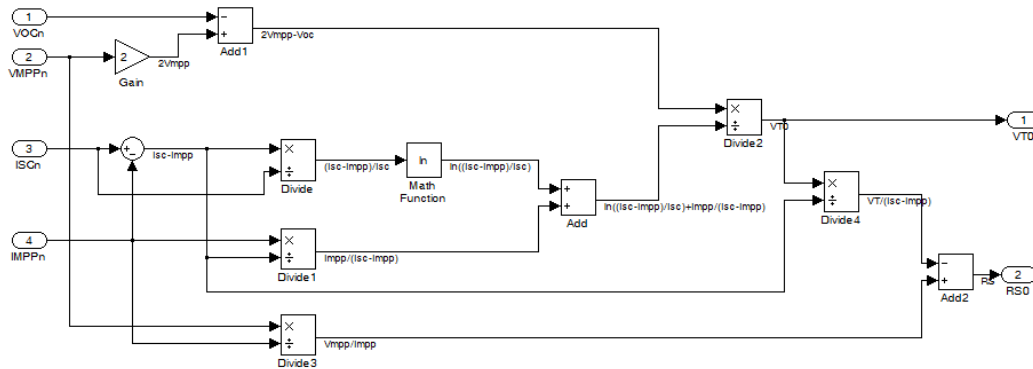 1
VOCn
−
+
Add1
2Vmpp-Voc
2
VMPPn
2
Gain
2Vmpp
×
÷
Divide2
VT0
1
VT0
3
ISCn
+
−
Isc-Impp
×
÷
Divide
(Isc-Impp)/Isc
ln
Math
Function
ln((Isc-Impp)/Isc)
+
+
Add
ln((Isc-Impp)/Isc)+Impp/(Isc-Impp)
×
÷
Divide4
VT/(Isc-Impp)
4
IMPPn
×
÷
Divide1
Impp/(Isc-Impp)
−
+
Add2
Rs
2
RS0
×
÷
Divide3
Vmpp/Impp